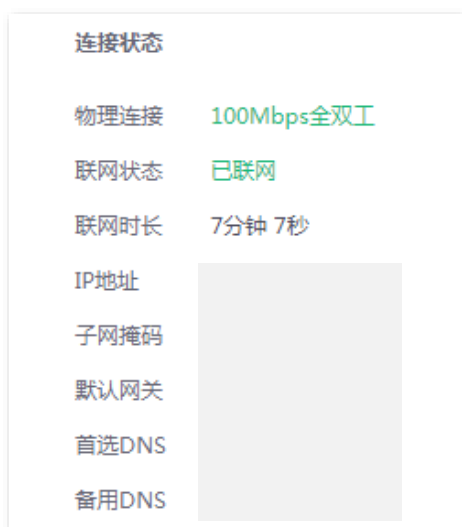 连接状态
物理连接 100Mbps全双工
联网状态 已联网
联网时长 7分钟 7秒
IP地址
子网掩码
默认网关
首选DNS
备用DNS